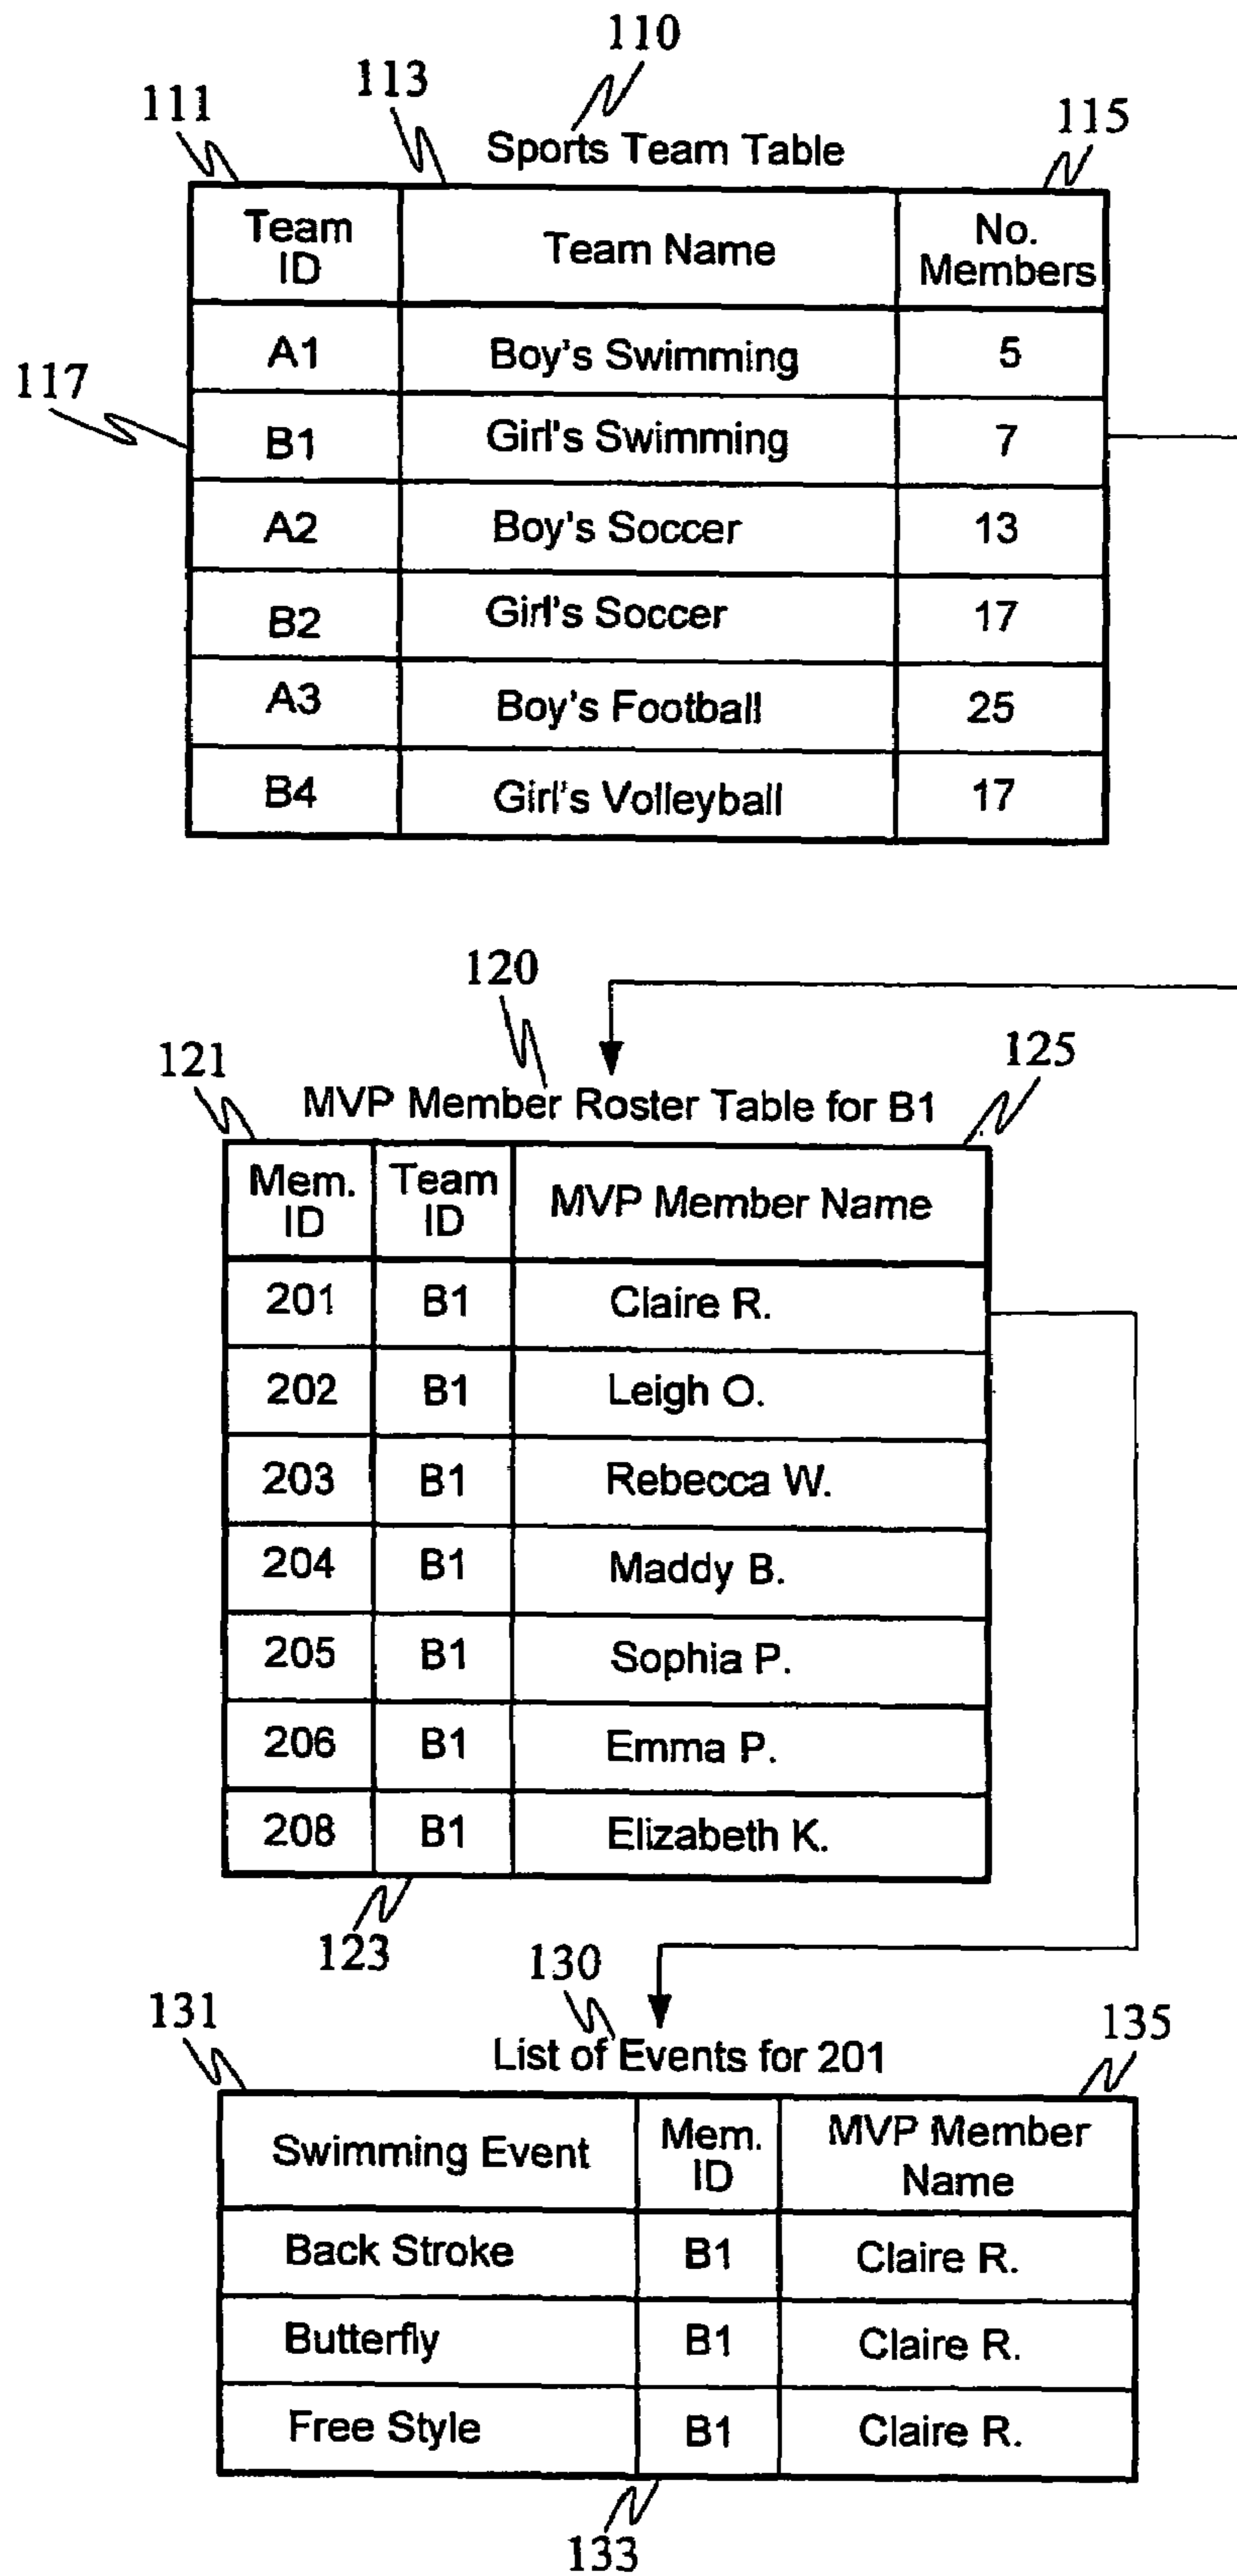 110
111
113
115
Sports Team Table
Team ID
Team Name
No. Members
A1 Boy's Swimming 5
117
B1 Girl's Swimming 7
A2 Boy's Soccer 13
B2 Girl's Soccer 17
A3 Boy's Football 25
B4 Girl's Volleyball 17
120
121
125
MVP Member Roster Table for B1
Mem. ID
Team ID
MVP Member Name
201 B1 Claire R.
202 B1 Leigh O.
203 B1 Rebecca W.
204 B1 Maddy B.
205 B1 Sophia P.
206 B1 Emma P.
208 B1 Elizabeth K.
123
130
131
135
List of Events for 201
Swimming Event
Mem. ID
MVP Member Name
Back Stroke B1 Claire R.
Butterfly B1 Claire R.
Free Style B1 Claire R.
133